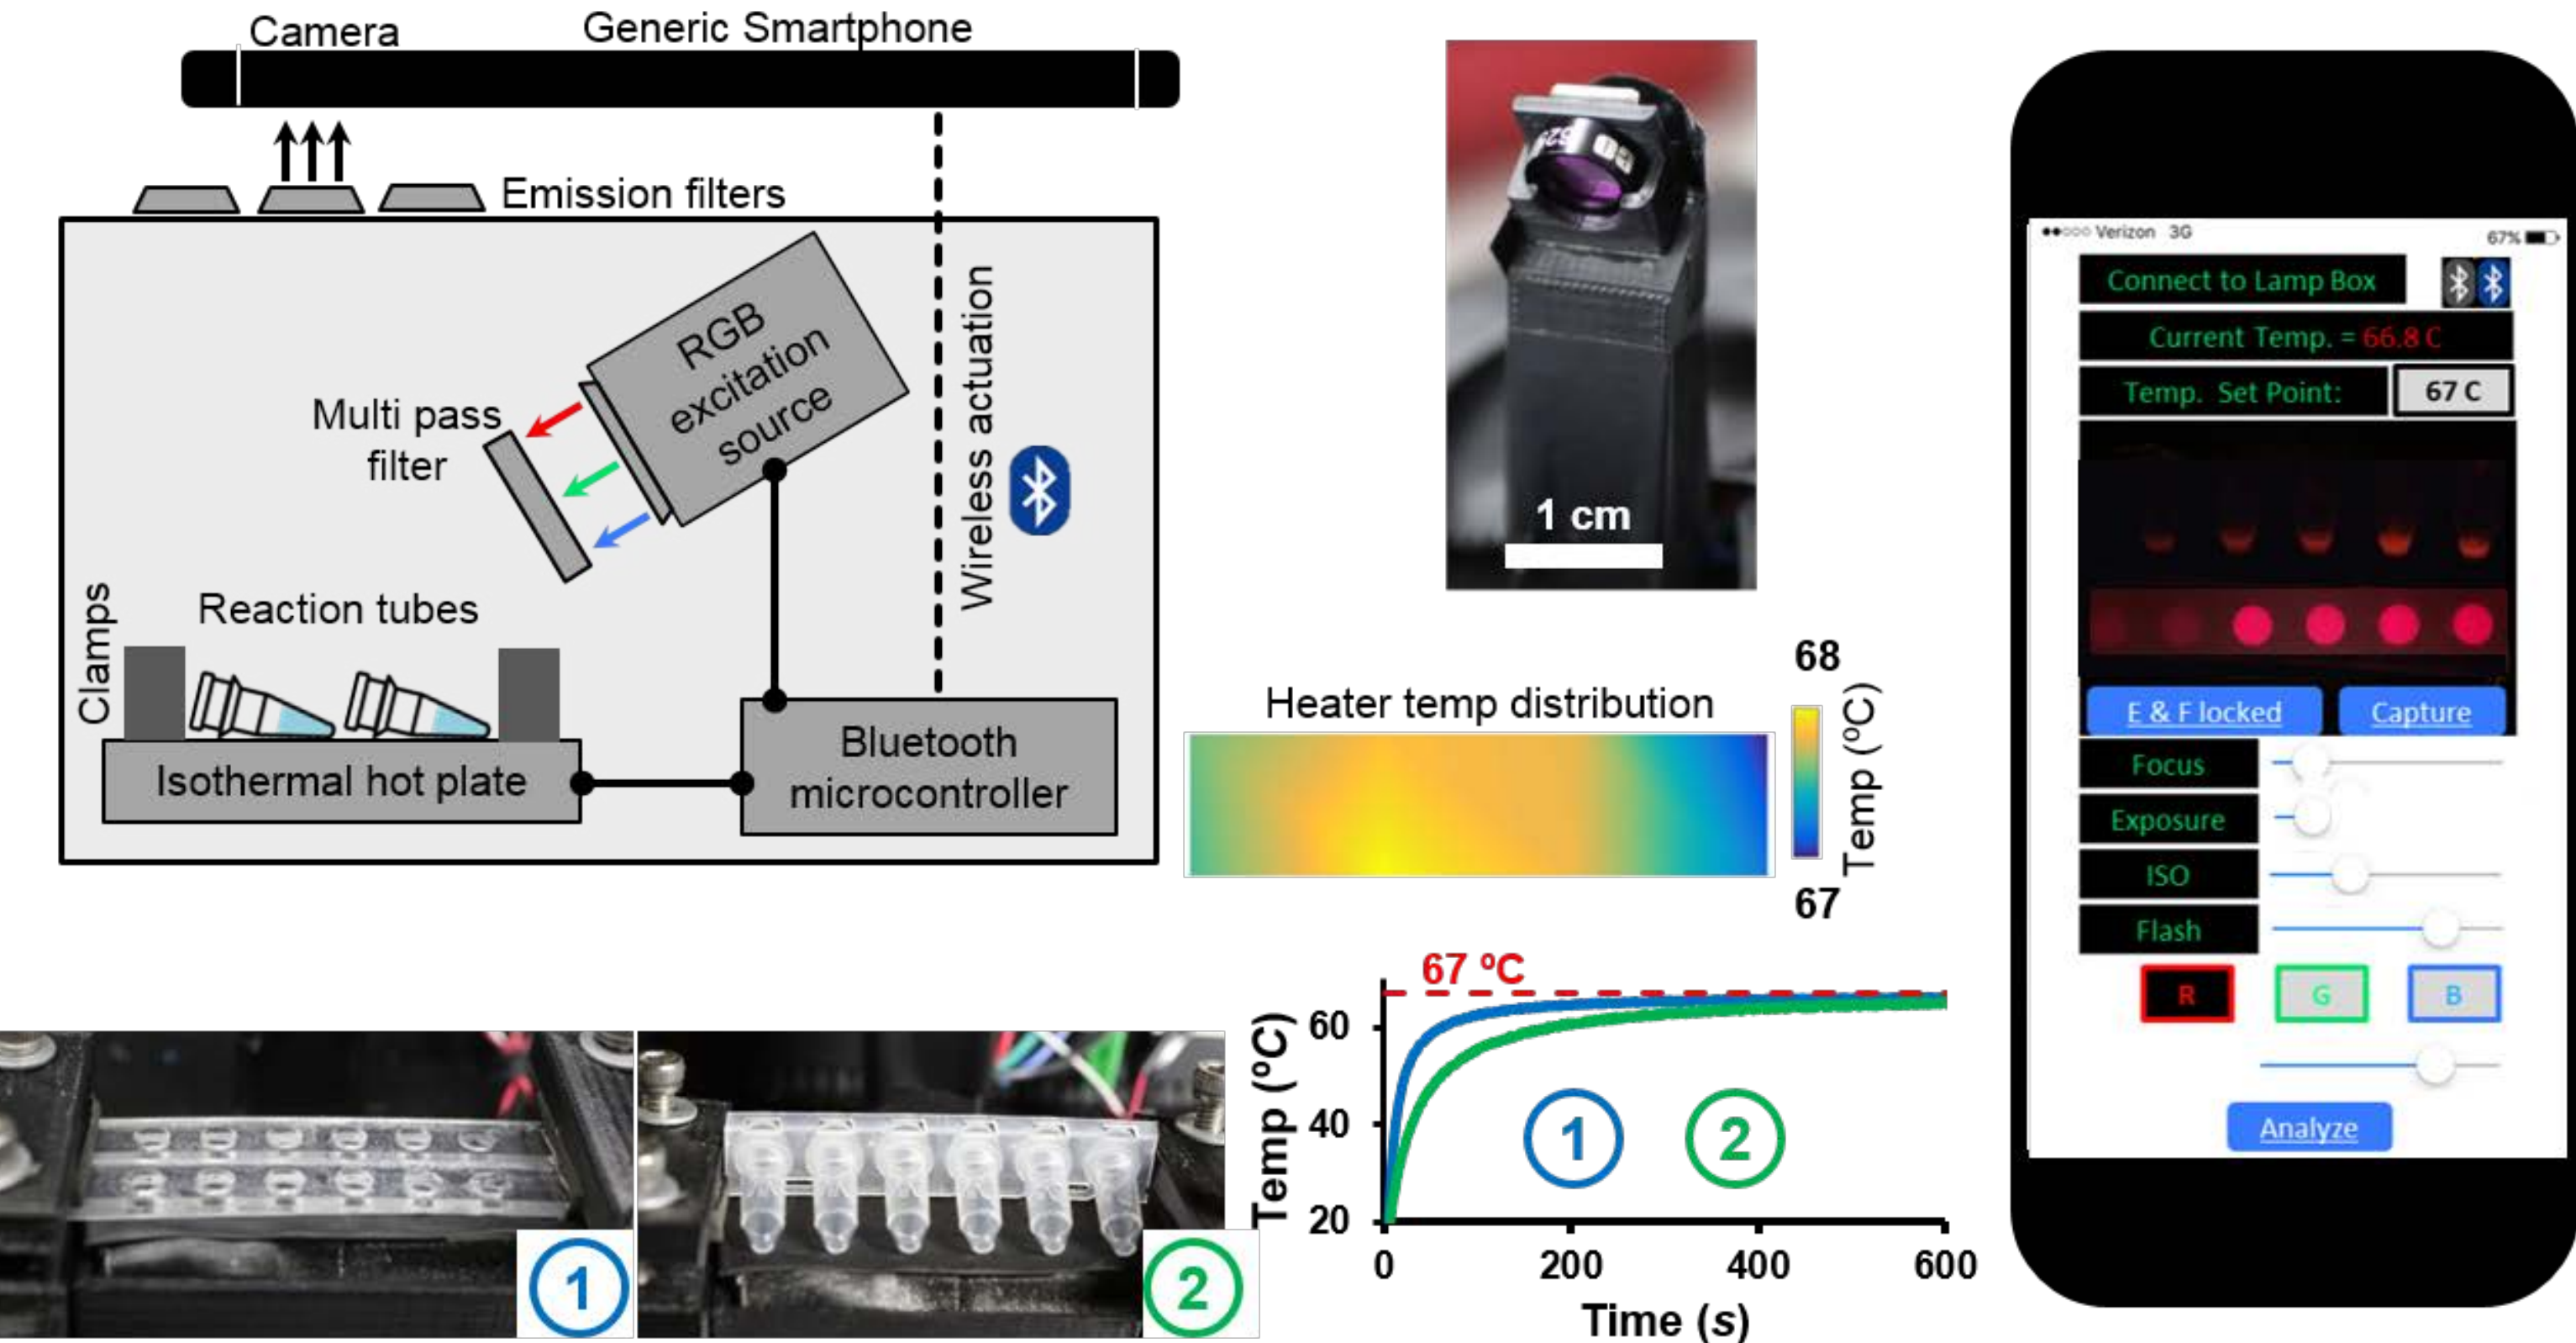 Camera
Generic Smartphone
Emission filters
RGB
excitation
source
Multi pass
filter
Wireless actuation
Clamps
Reaction tubes
Isothermal hot plate
Bluetooth
microcontroller
1 cm
Heater temp distribution
68
67
Temp (ºC)
1
2
67 ºC
Temp (ºC)
60
40
20
0
200
400
600
Time (s)
1
2
Verizon 3G
67%
Connect to Lamp Box
Current Temp. = 66.8 C
Temp. Set Point:
67 C
E & F locked
Capture
Focus
Exposure
ISO
Flash
R
G
B
Analyze